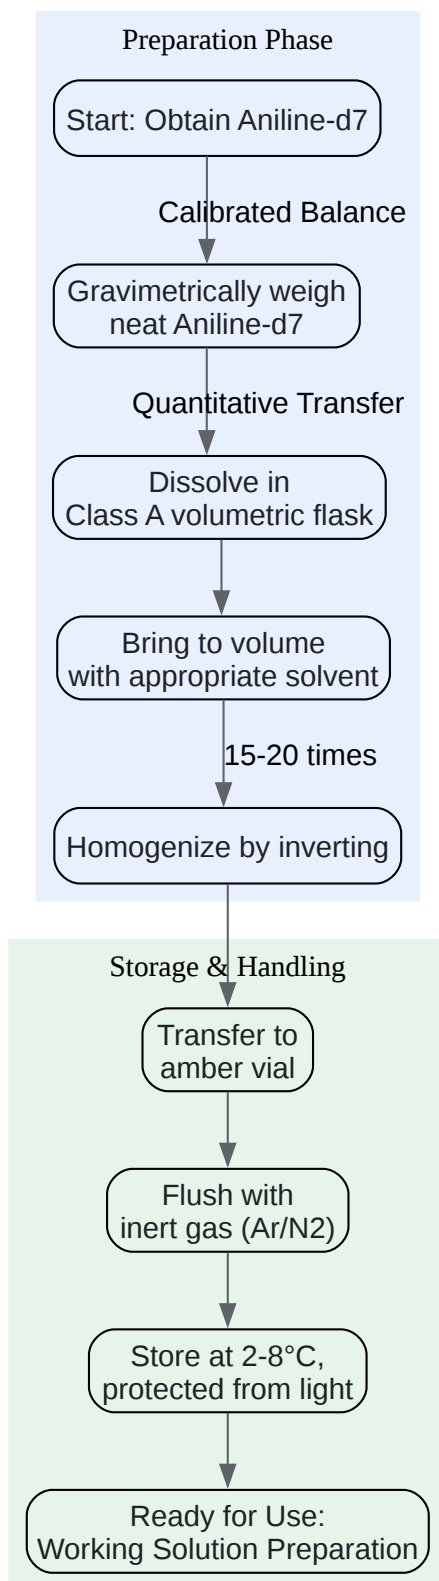 Preparation Phase
Start: Obtain Aniline-d7
Calibrated Balance
Gravimetrically weigh
neat Aniline-d7
Quantitative Transfer
Dissolve in
Class A volumetric flask
Bring to volume
with appropriate solvent
15-20 times
Homogenize by inverting
Storage & Handling
Transfer to
amber vial
Flush with
inert gas (Ar/N2)
Store at 2-8°C,
protected from light
Ready for Use:
Working Solution Preparation